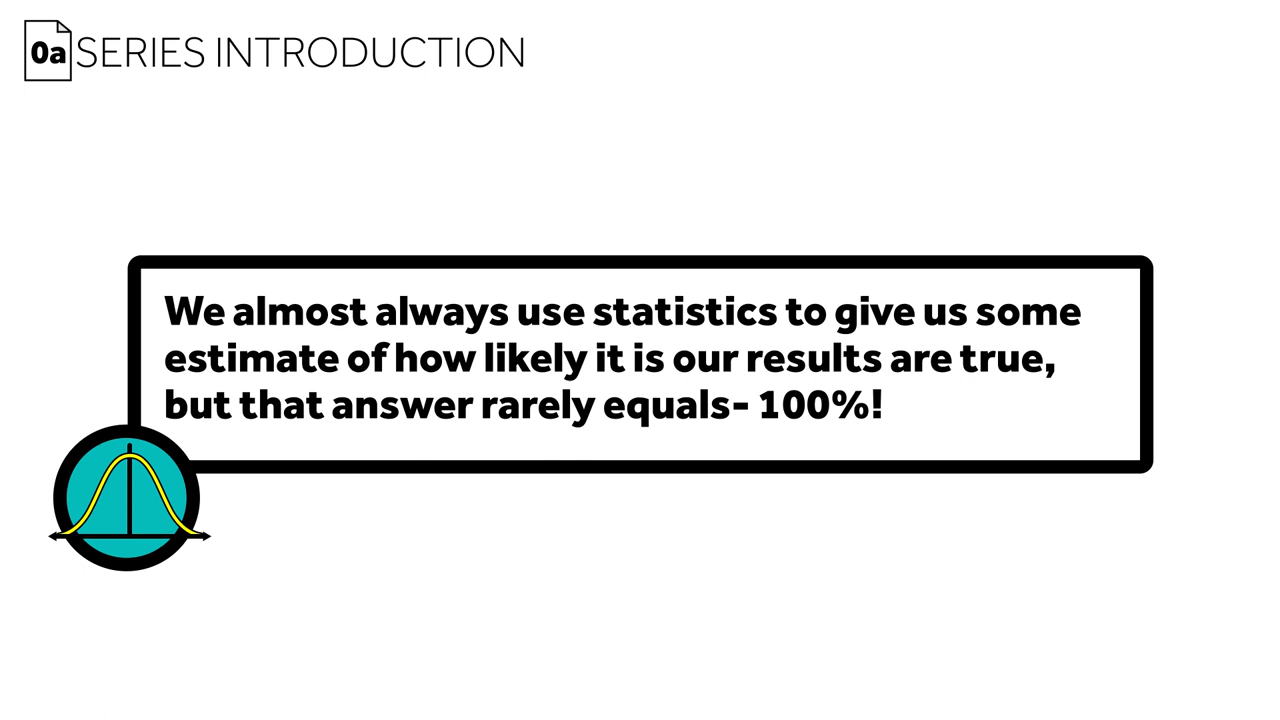 0a SERIES INTRODUCTION
We almost always use statistics to give us some
estimate of how likely it is our results are true,
but that answer rarely equals- 100%!